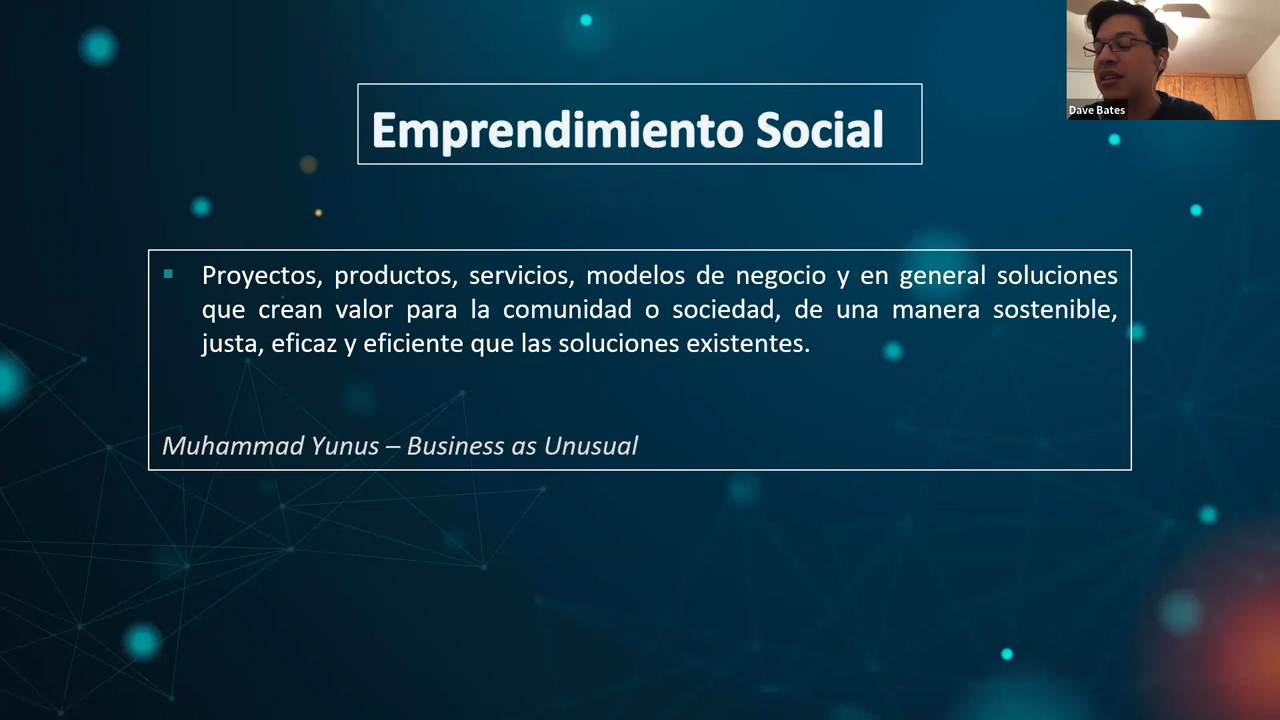 Dave Bates
Emprendimiento Social
▪ Proyectos, productos, servicios, modelos de negocio y en general soluciones
que crean valor para la comunidad o sociedad, de una manera sostenible,
justa, eficaz y eficiente que las soluciones existentes.
Muhammad Yunus – Business as Unusual